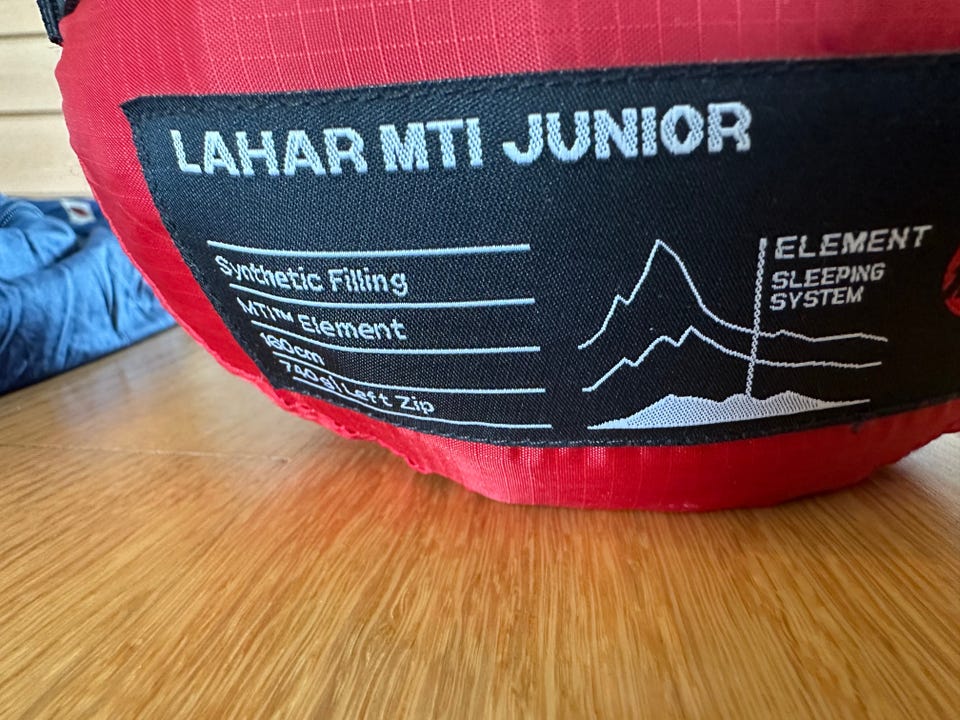 LAHAR MTI JUNIOR
Synthetic Filling
MTI™ Element
160cm
740g | Left Zip
ELEMENT
SLEEPING
SYSTEM